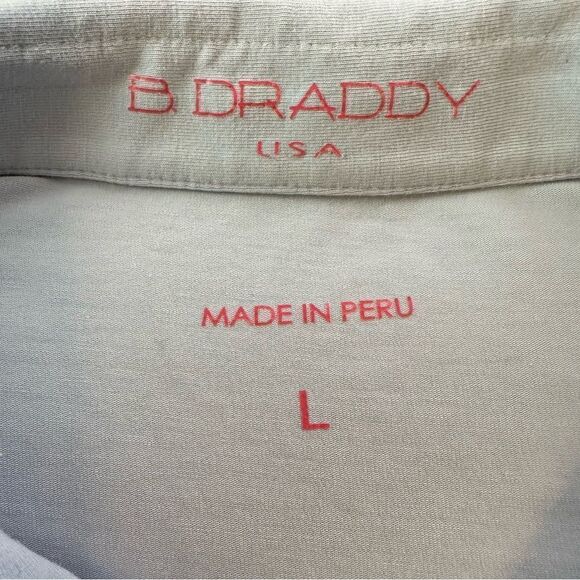 B. DRADDY
USA
MADE IN PERU
L